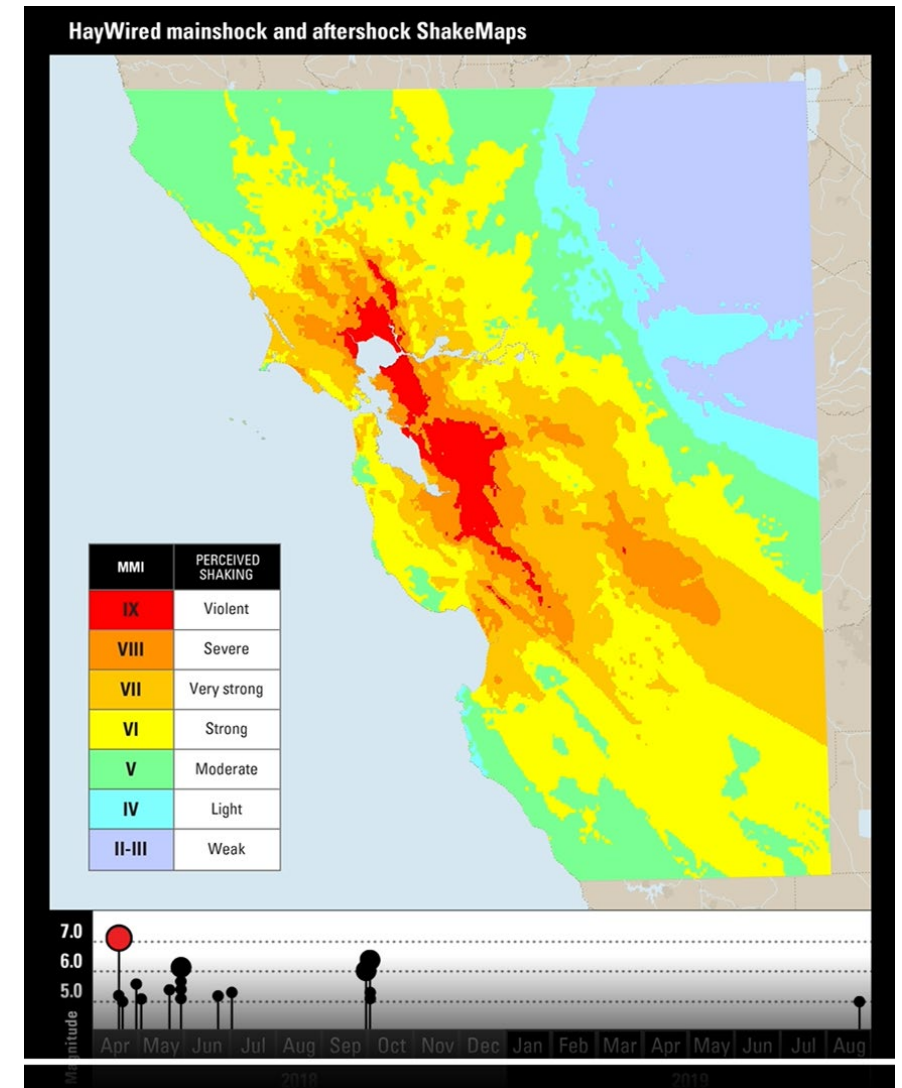 HayWired mainshock and aftershock ShakeMaps
MMI PERCEIVED
SHAKING
IX Violent
VIII Severe
VII Very strong
VI Strong
V Moderate
IV Light
II-III Weak
7.0
6.0
5.0
Magnitude
Apr May Jun Jul Aug Sep Oct Nov Dec Jan Feb Mar Apr May Jun Jul Aug
2018 2019